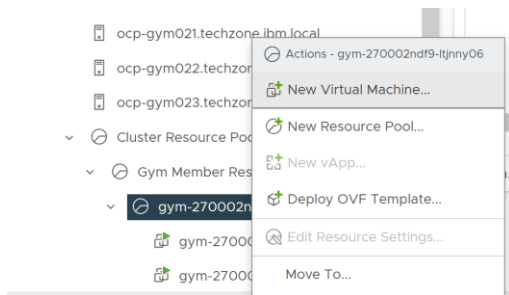 ocp-gym021.techzone.ibm.local
ocp-gym022.techzor
ocp-gym023.techzor
Cluster Resource Poo
Gym Member Res
gym-270002n
gym-27000
gym-27000
Actions - gym-270002ndf9-ltjnny06
New Virtual Machine...
New Resource Pool...
New vApp...
Deploy OVF Template...
Edit Resource Settings...
Move To...